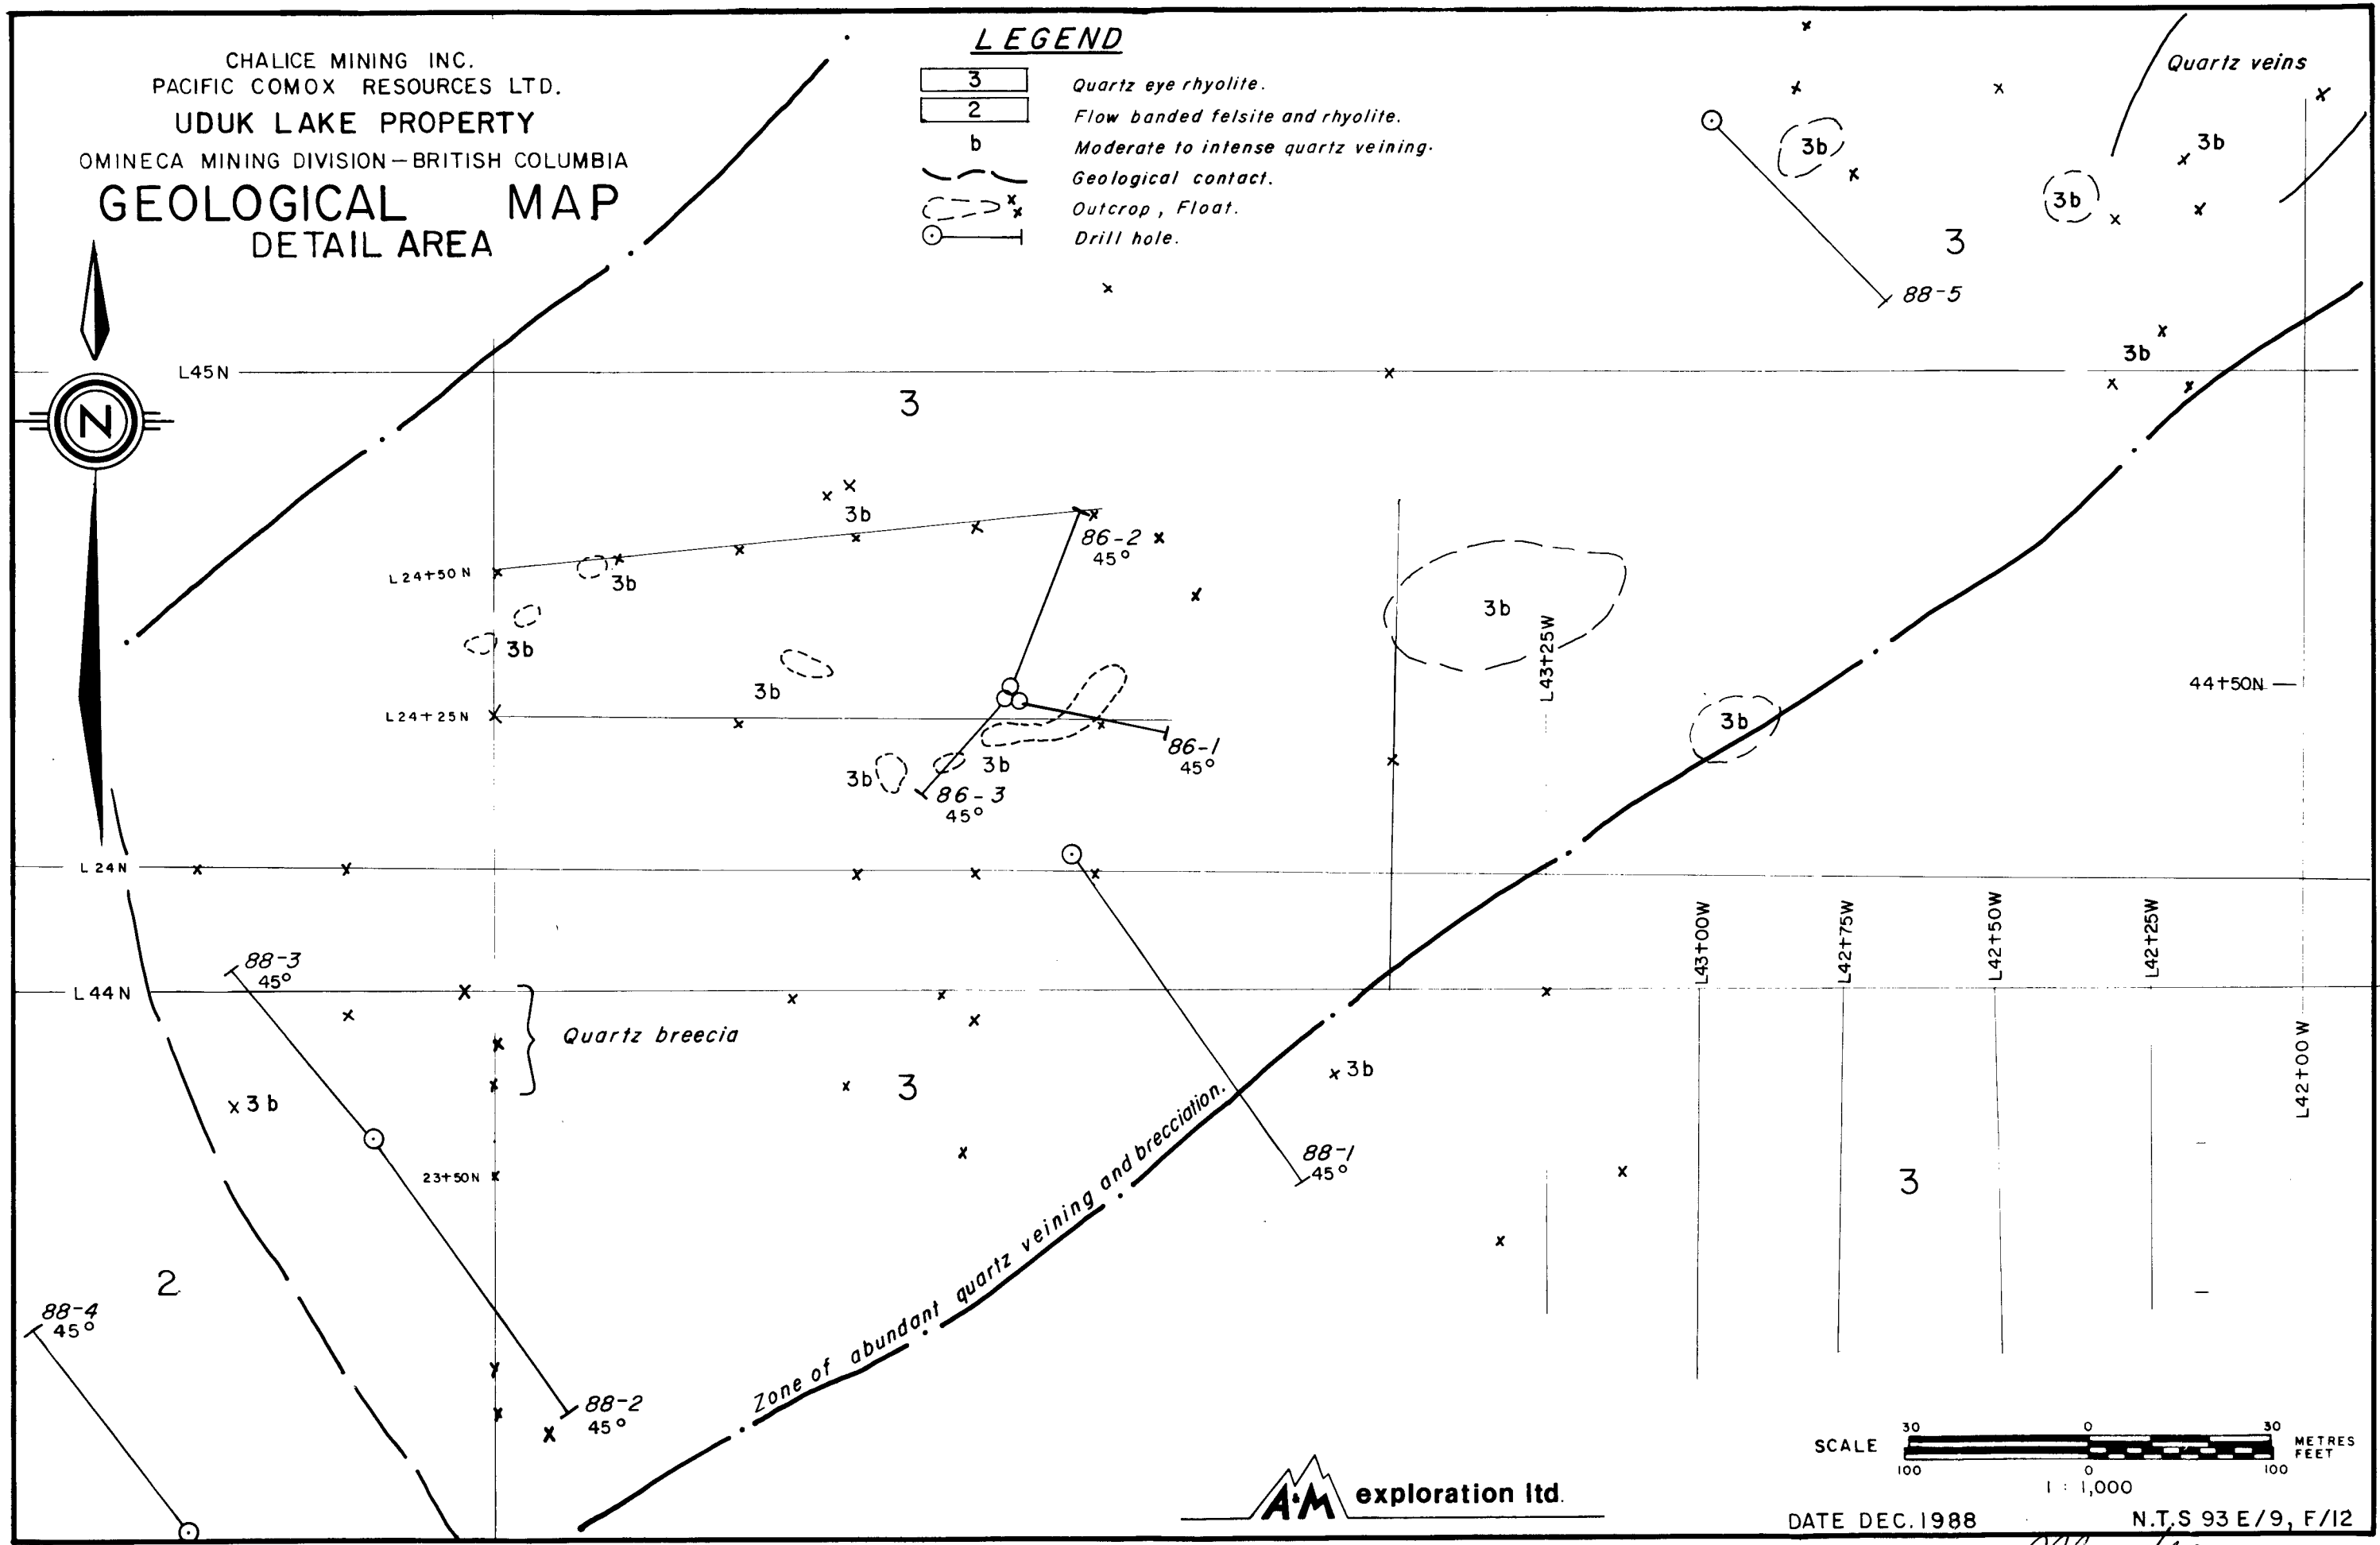 CHALICE MINING INC.
PACIFIC COMOX RESOURCES LTD.
UDUK LAKE PROPERTY
OMINECA MINING DIVISION — BRITISH COLUMBIA
GEOLOGICAL MAP
DETAIL AREA
LEGEND
3 Quartz eye rhyolite.
2 Flow banded felsite and rhyolite.
b Moderate to intense quartz veining.
Geological contact.
Outcrop, Float.
Drill hole.
Quartz veins
3b
3b
3b
3
88-5
3b
L45N
N
3
3b
86-2
45°
L24+50N
3b
3b
3b
3b
L43+25W
44+50N
L24+25N
3b
86-1
45°
3b
3b
86-3
45°
L24N
L43+00W
L42+75W
L42+50W
L42+25W
88-3
45°
L44N
Quartz breecia
L42+00W
3b
3
3b
Zone of abundant quartz veining and brecciation.
88-1
45°
23+50N
3
2
88-4
45°
88-2
45°
SCALE
30 0 30
METRES
FEET
100 0 100
1 : 1,000
A&M exploration ltd.
DATE DEC. 1988
N.T.S 93 E/9, F/12